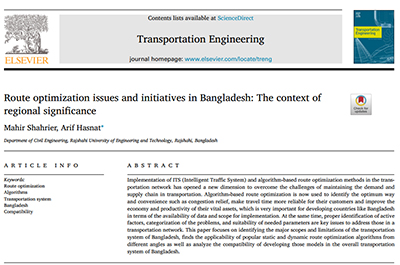 Contents lists available at ScienceDirect
Transportation Engineering
ELSEVIER
journal homepage: www.elsevier.com/locate/treng
Route optimization issues and initiatives in Bangladesh: The context of
regional significance
Mahir Shahrier, Arif Hasnat*
Department of Civil Engineering, Rajshahi University of Engineering and Technology, Rajshahi, Bangladesh
ARTICLE INFO
Keywords:
Route optimization
Algorithms
Transportation system
Bangladesh
Compatibility
ABSTRACT
Implementation of ITS (Intelligent Traffic System) and algorithm-based route optimization methods in the trans-
portation network has opened a new dimension to overcome the challenges of maintaining the demand and
supply chain in transportation. Algorithm-based route optimization is now used to identify the optimum way
and convenience such as congestion relief, make travel time more reliable for their customers and improve the
economy and productivity of their vital assets, which is very important for developing countries like Bangladesh
in terms of the availability of data and scope for implementation. At the same time, proper identification of active
factors, categorization of the problems, and suitability of needed parameters are key issues to address those in a
transportation network. This paper focuses on identifying the major scopes and limitations of the transportation
system of Bangladesh, finds the applicability of popular static and dynamic route optimization algorithms from
different angles as well as analyze the compatibility of developing those models in the overall transportation
system of Bangladesh.